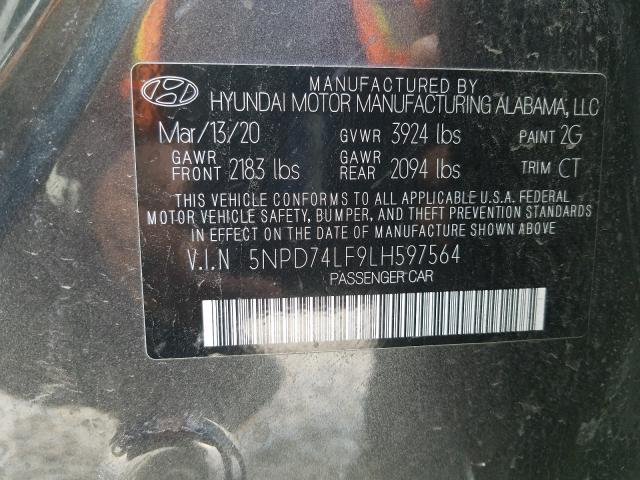 MANUFACTURED BY
HYUNDAI MOTOR MANUFACTURING ALABAMA, LLC
Mar/13/20 GVWR 3924 lbs PAINT 2G
GAWR FRONT 2183 lbs GAWR REAR 2094 lbs TRIM CT
THIS VEHICLE CONFORMS TO ALL APPLICABLE U.S.A. FEDERAL
MOTOR VEHICLE SAFETY, BUMPER, AND THEFT PREVENTION STANDARDS
IN EFFECT ON THE DATE OF MANUFACTURE SHOWN ABOVE
V.I.N 5NPD74LF9LH597564
PASSENGER CAR